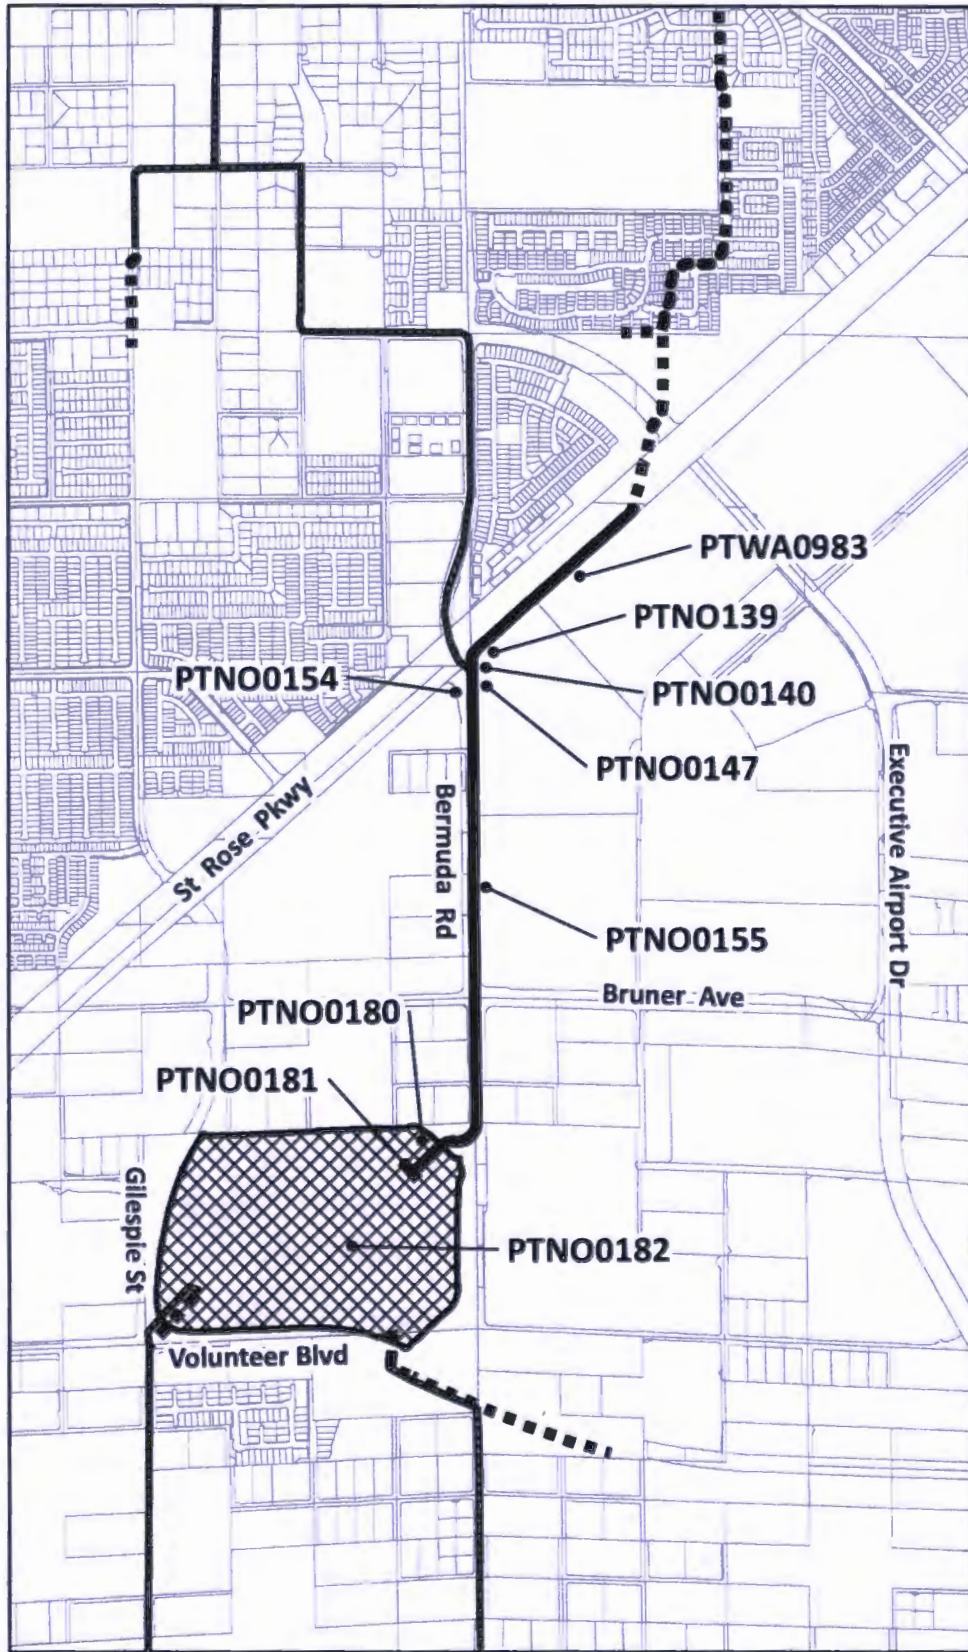 PTWA0983
PTNO139
PTNO0154
PTNO0140
PTNO0147
Executive Airport Dr
St Rose Pkwy
Bermuda Rd
PTNO0155
Bruner Ave
PTNO0180
PTNO0181
Gilespie St
PTNO0182
Volunteer Blvd